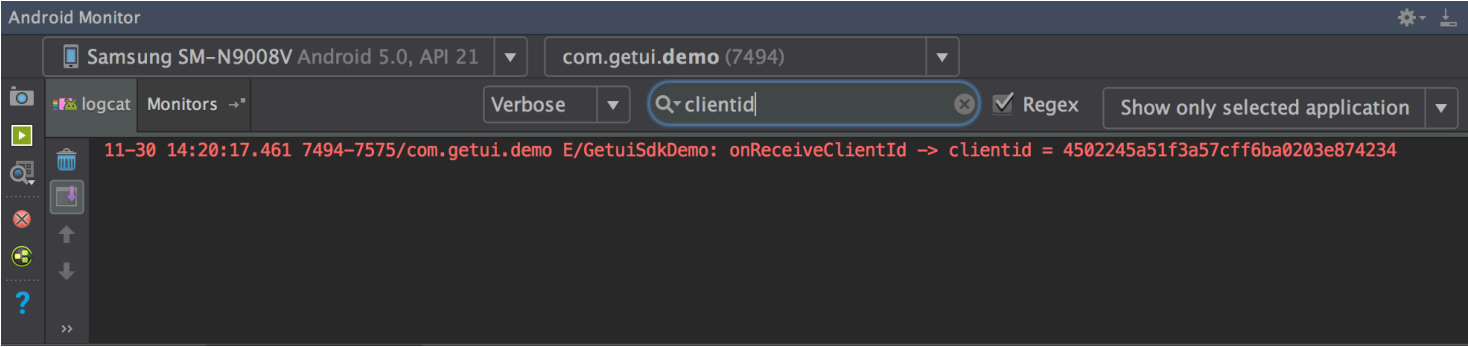 Android Monitor
Samsung SM-N9008V Android 5.0, API 21
com.getui.demo (7494)
logcat
Monitors
Verbose
clientid
Regex
Show only selected application
11-30 14:20:17.461 7494-7575/com.getui.demo E/GetuiSdkDemo: onReceiveClientId -> clientid = 4502245a51f3a57cff6ba0203e874234